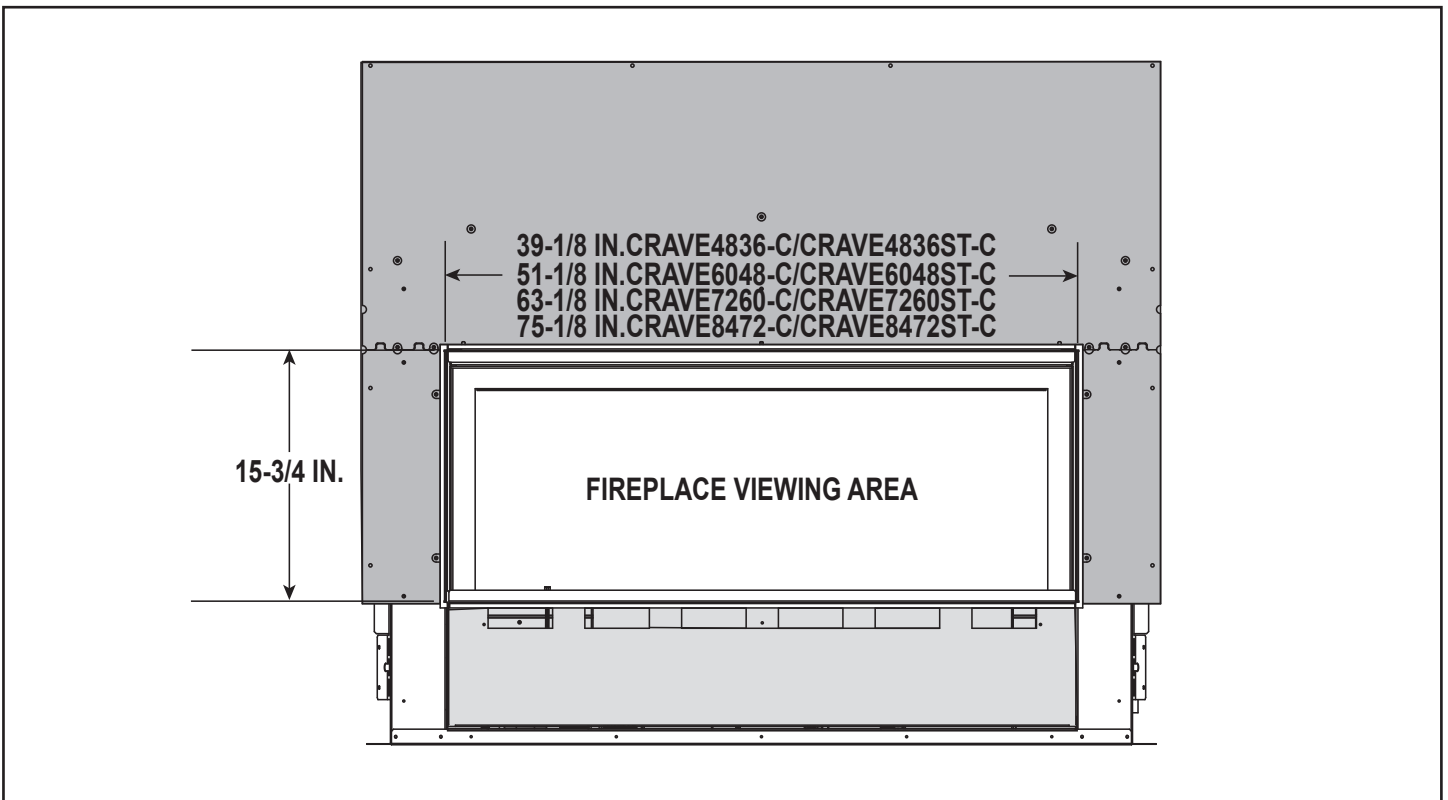 39-1/8 IN.CRAVE4836-C/CRAVE4836ST-C
51-1/8 IN.CRAVE6048-C/CRAVE6048ST-C
63-1/8 IN.CRAVE7260-C/CRAVE7260ST-C
75-1/8 IN.CRAVE8472-C/CRAVE8472ST-C
15-3/4 IN.
FIREPLACE VIEWING AREA